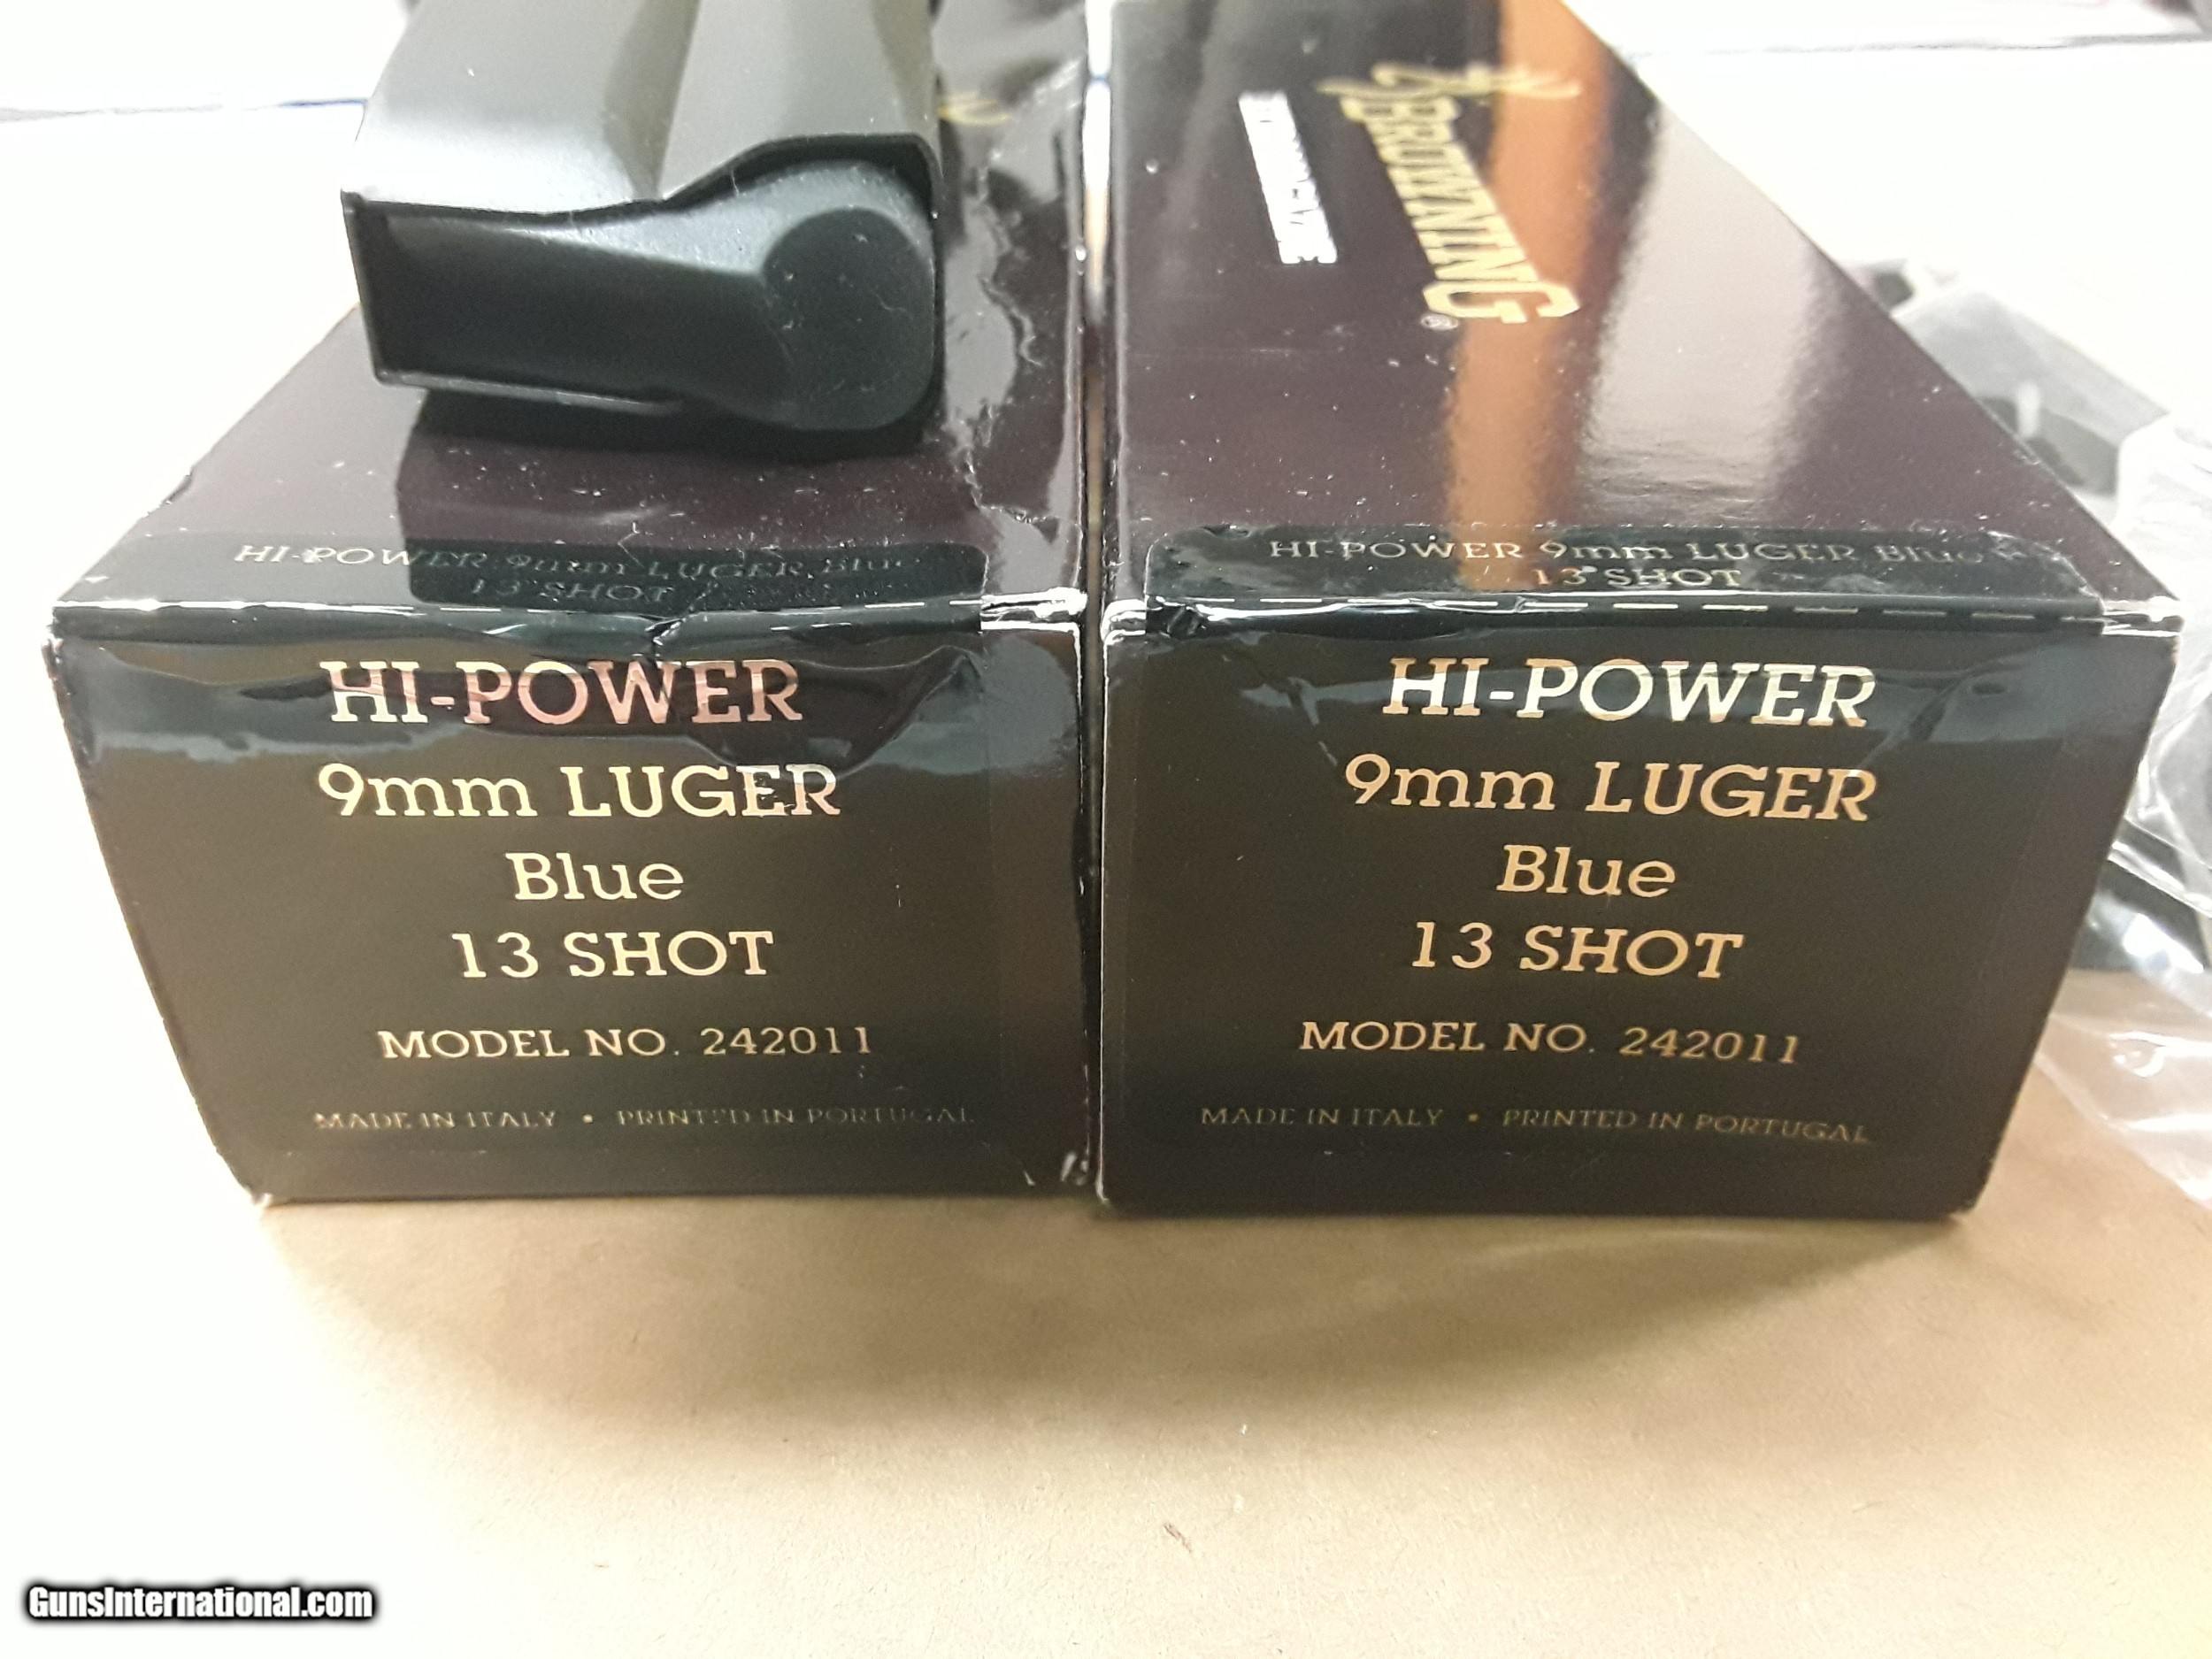 BROWNING®
HI-POWER 9mm LUGER Blue
13 SHOT
HI-POWER
9mm LUGER
Blue
13 SHOT
MODEL NO. 242011
MADE IN ITALY • PRINTED IN PORTUGAL
HI-POWER 9mm LUGER Blue
13 SHOT
HI-POWER
9mm LUGER
Blue
13 SHOT
MODEL NO. 242011
MADE IN ITALY • PRINTED IN PORTUGAL
GunsInternational.com